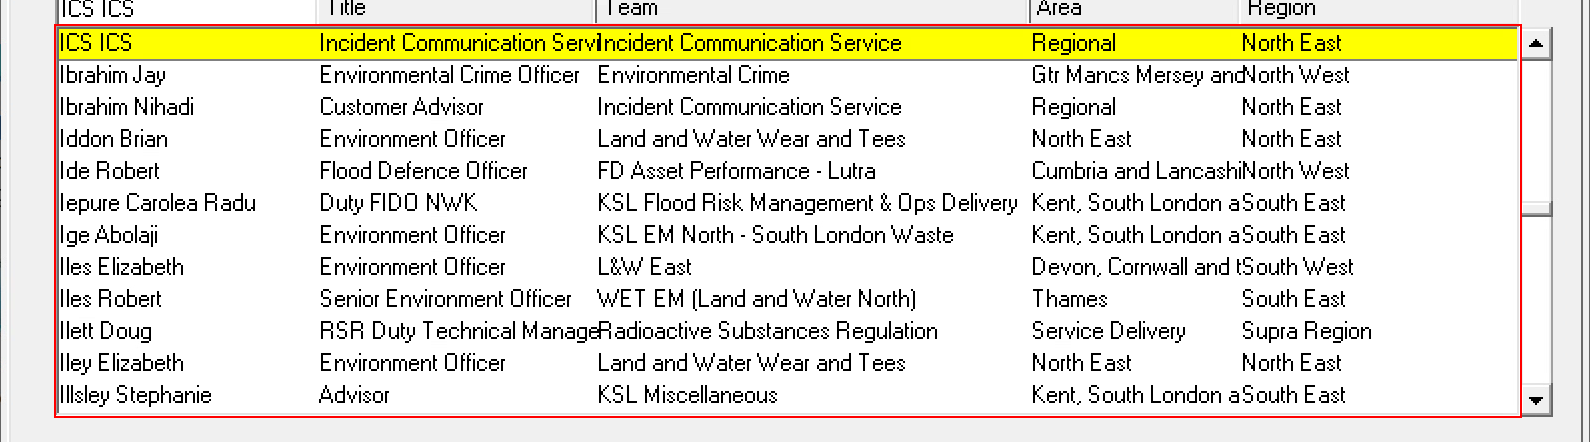 ICS ICS Title Team Area Region
ICS ICS Incident Communication Servi Incident Communication Service Regional North East
Ibrahim Jay Environmental Crime Officer Environmental Crime Gtr Mancs Mersey and North West
Ibrahim Nihadi Customer Advisor Incident Communication Service Regional North East
Iddon Brian Environment Officer Land and Water Wear and Tees North East North East
Ide Robert Flood Defence Officer FD Asset Performance - Lutra Cumbria and Lancashi North West
Iepure Carolea Radu Duty FIDO NWK KSL Flood Risk Management & Ops Delivery Kent, South London a South East
Ige Abolaji Environment Officer KSL EM North - South London Waste Kent, South London a South East
Iles Elizabeth Environment Officer L&W East Devon, Cornwall and t South West
Iles Robert Senior Environment Officer WET EM (Land and Water North) Thames South East
Ilett Doug RSR Duty Technical Manage Radioactive Substances Regulation Service Delivery Supra Region
Iley Elizabeth Environment Officer Land and Water Wear and Tees North East North East
Illsley Stephanie Advisor KSL Miscellaneous Kent, South London a South East